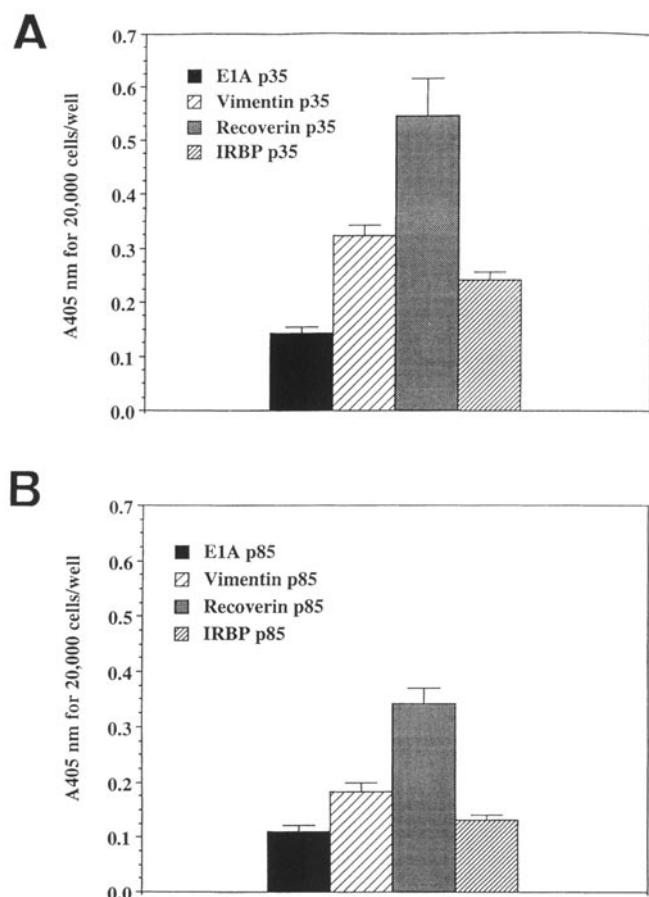 A
0.7
0.6
0.5
0.4
0.3
0.2
0.1
0.0
A405 nm for 20,000 cells/well
E1A p35
Vimentin p35
Recoverin p35
IRBP p35
B
0.7
0.6
0.5
0.4
0.3
0.2
0.1
0.0
A405 nm for 20,000 cells/well
E1A p85
Vimentin p85
Recoverin p85
IRBP p85